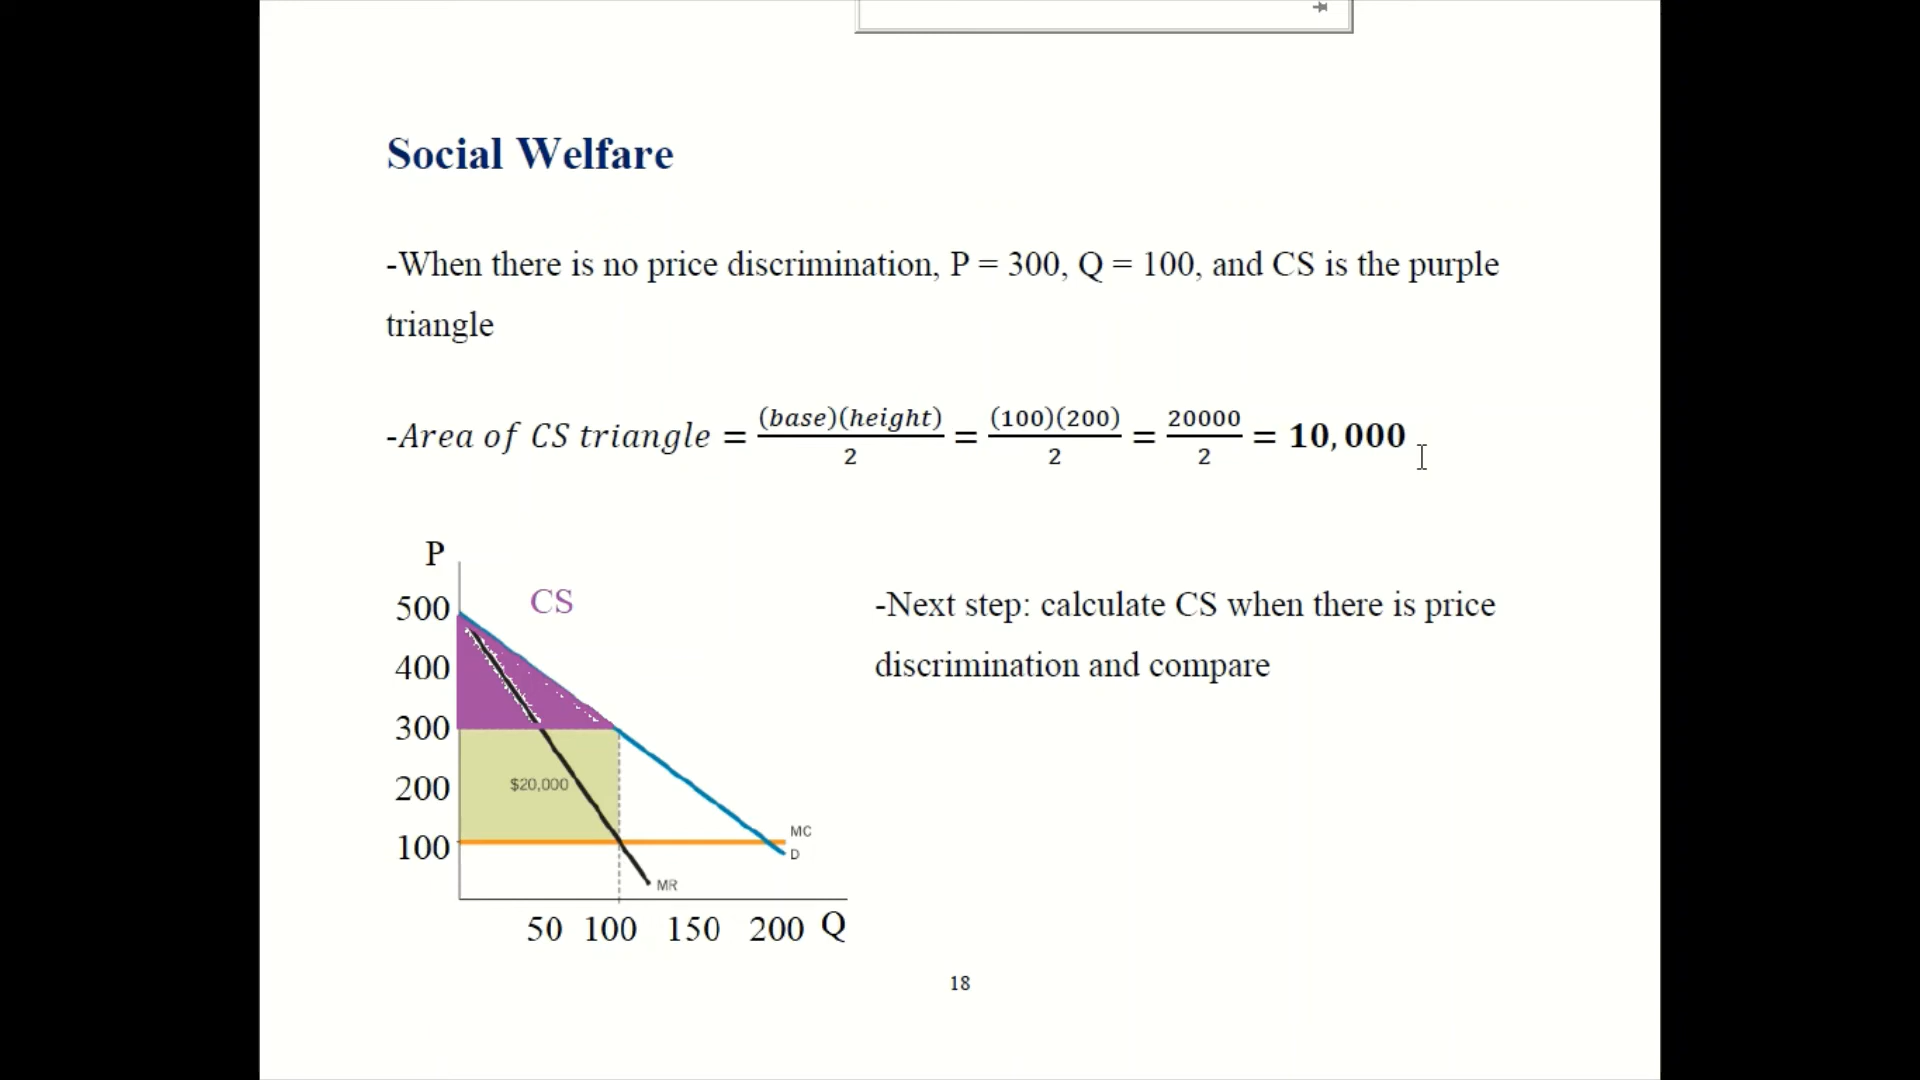 Social Welfare
-When there is no price discrimination, P = 300, Q = 100, and CS is the purple
triangle
-Area of CS triangle = (base)(height)/2 = (100)(200)/2 = 20000/2 = 10,000
P
CS
500
400
300
200
100
$20,000
MC
D
MR
50 100 150 200 Q
-Next step: calculate CS when there is price
discrimination and compare
18